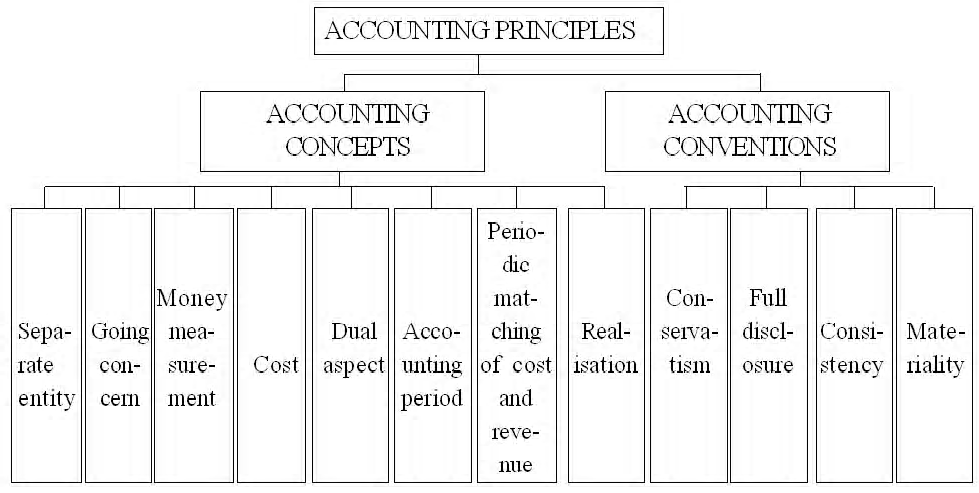 ACCOUNTING PRINCIPLES
ACCOUNTING
CONCEPTS
ACCOUNTING
CONVENTIONS
Sepa-
rate
entity
Going
con-
cern
Money
mea-
sure-
ment
Cost
Dual
aspect
Acco-
unting
period
Perio-
dic
mat-
ching
of cost
and
reve-
nue
Real-
isation
Con-
serva-
tism
Full
discl-
osure
Consi-
stency
Mate-
riality